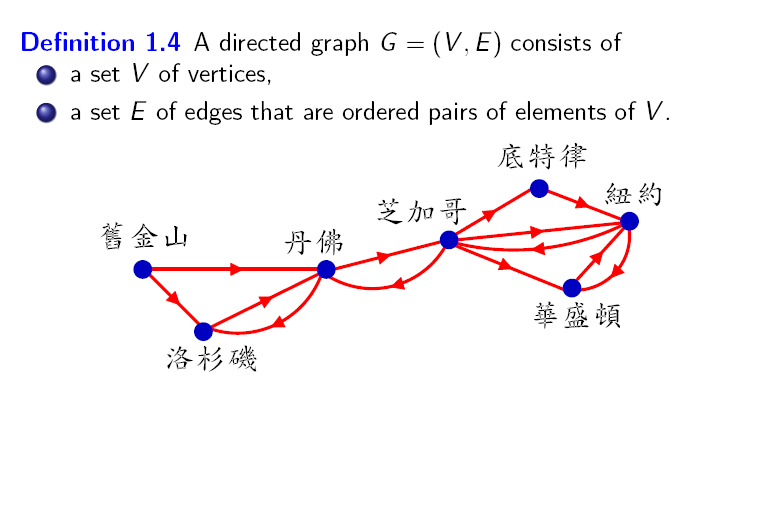 Definition 1.4 A directed graph G = (V, E) consists of
a set V of vertices,
a set E of edges that are ordered pairs of elements of V.
底特律
紐約
芝加哥
舊金山
丹佛
華盛頓
洛杉磯